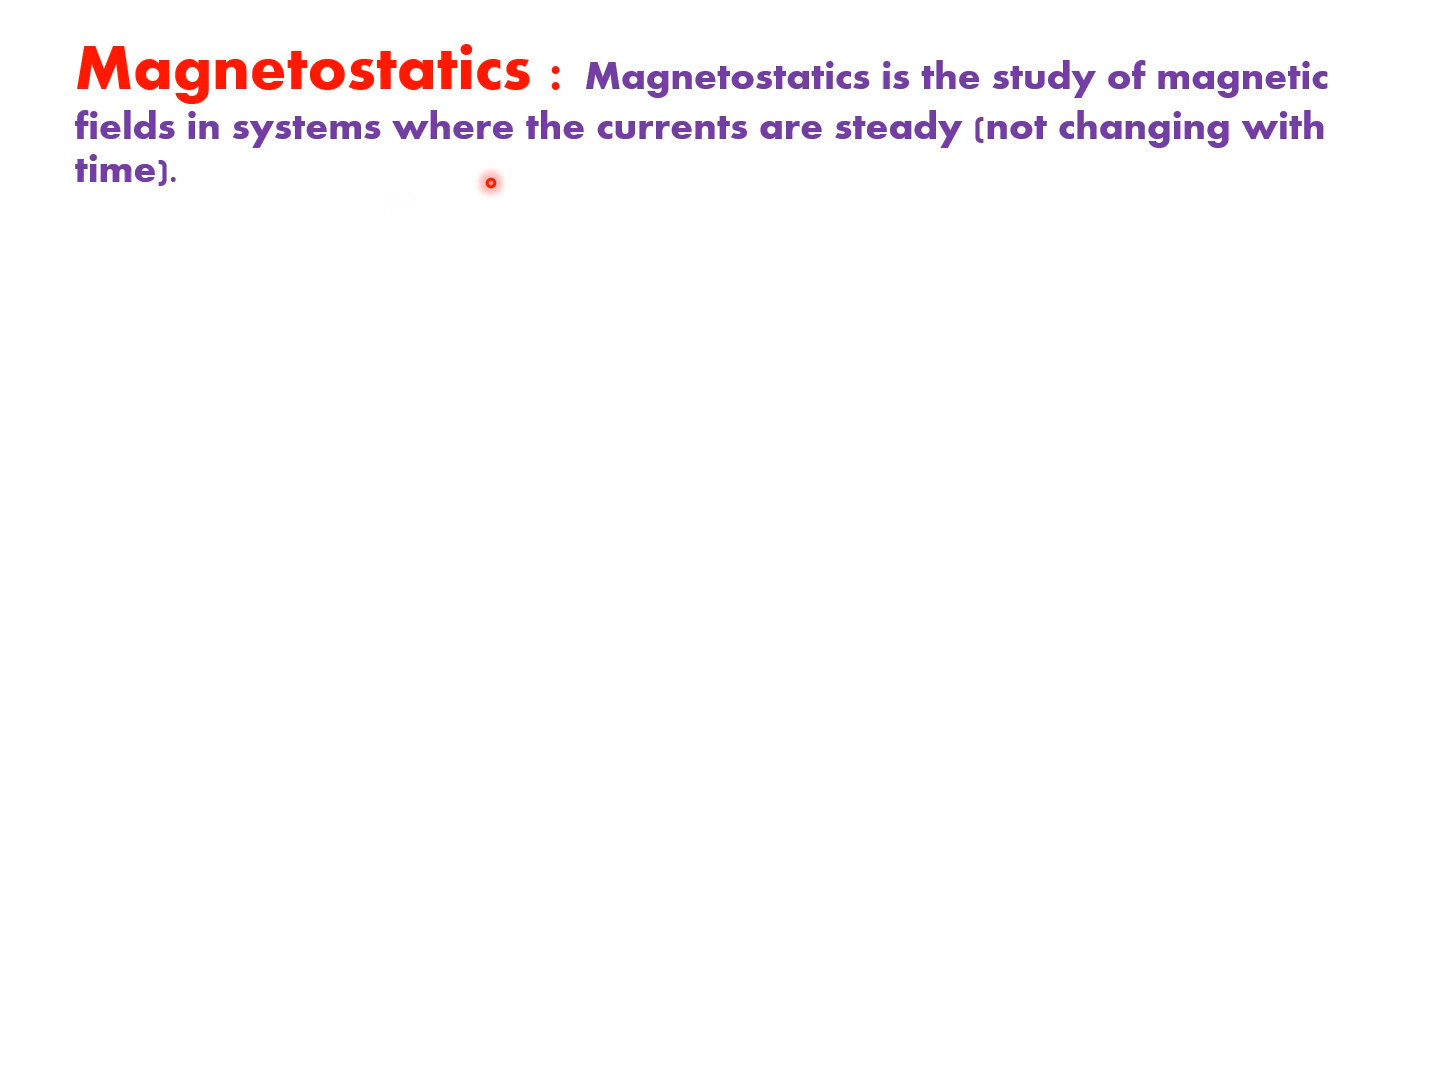 Magnetostatics : Magnetostatics is the study of magnetic
fields in systems where the currents are steady (not changing with
time).